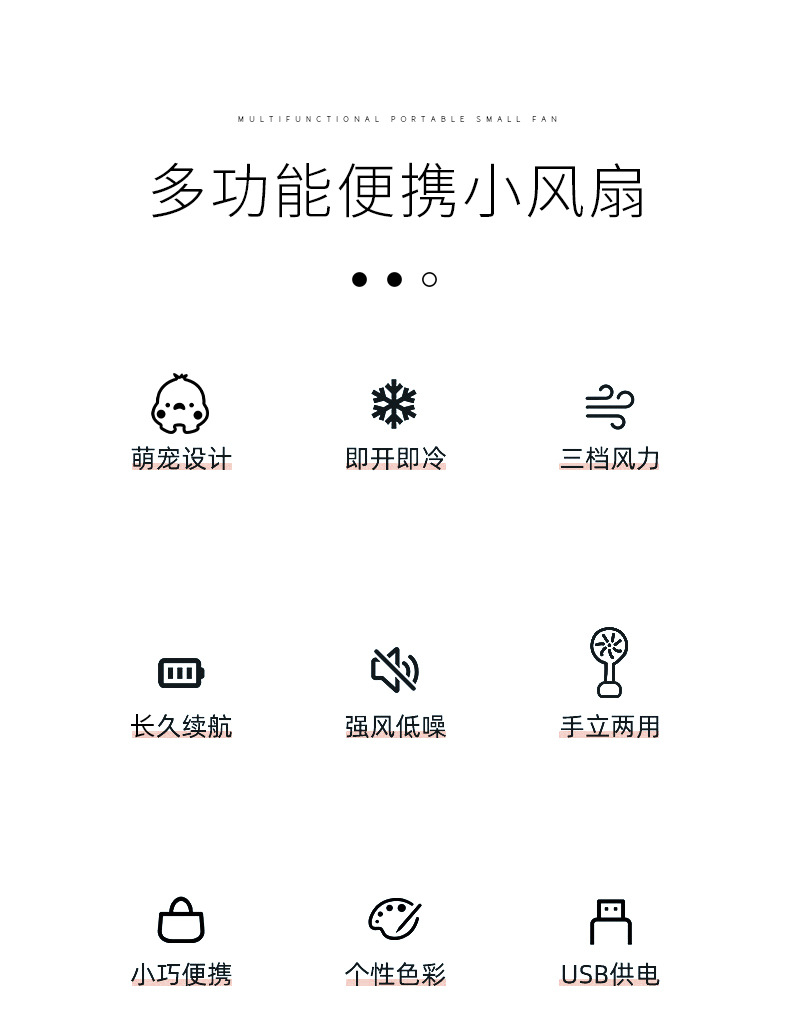 MULTIFUNCTIONAL PORTABLE SMALL FAN
多功能便携小风扇
萌宠设计
即开即冷
三档风力
长久续航
强风低噪
手立两用
小巧便携
个性色彩
USB供电